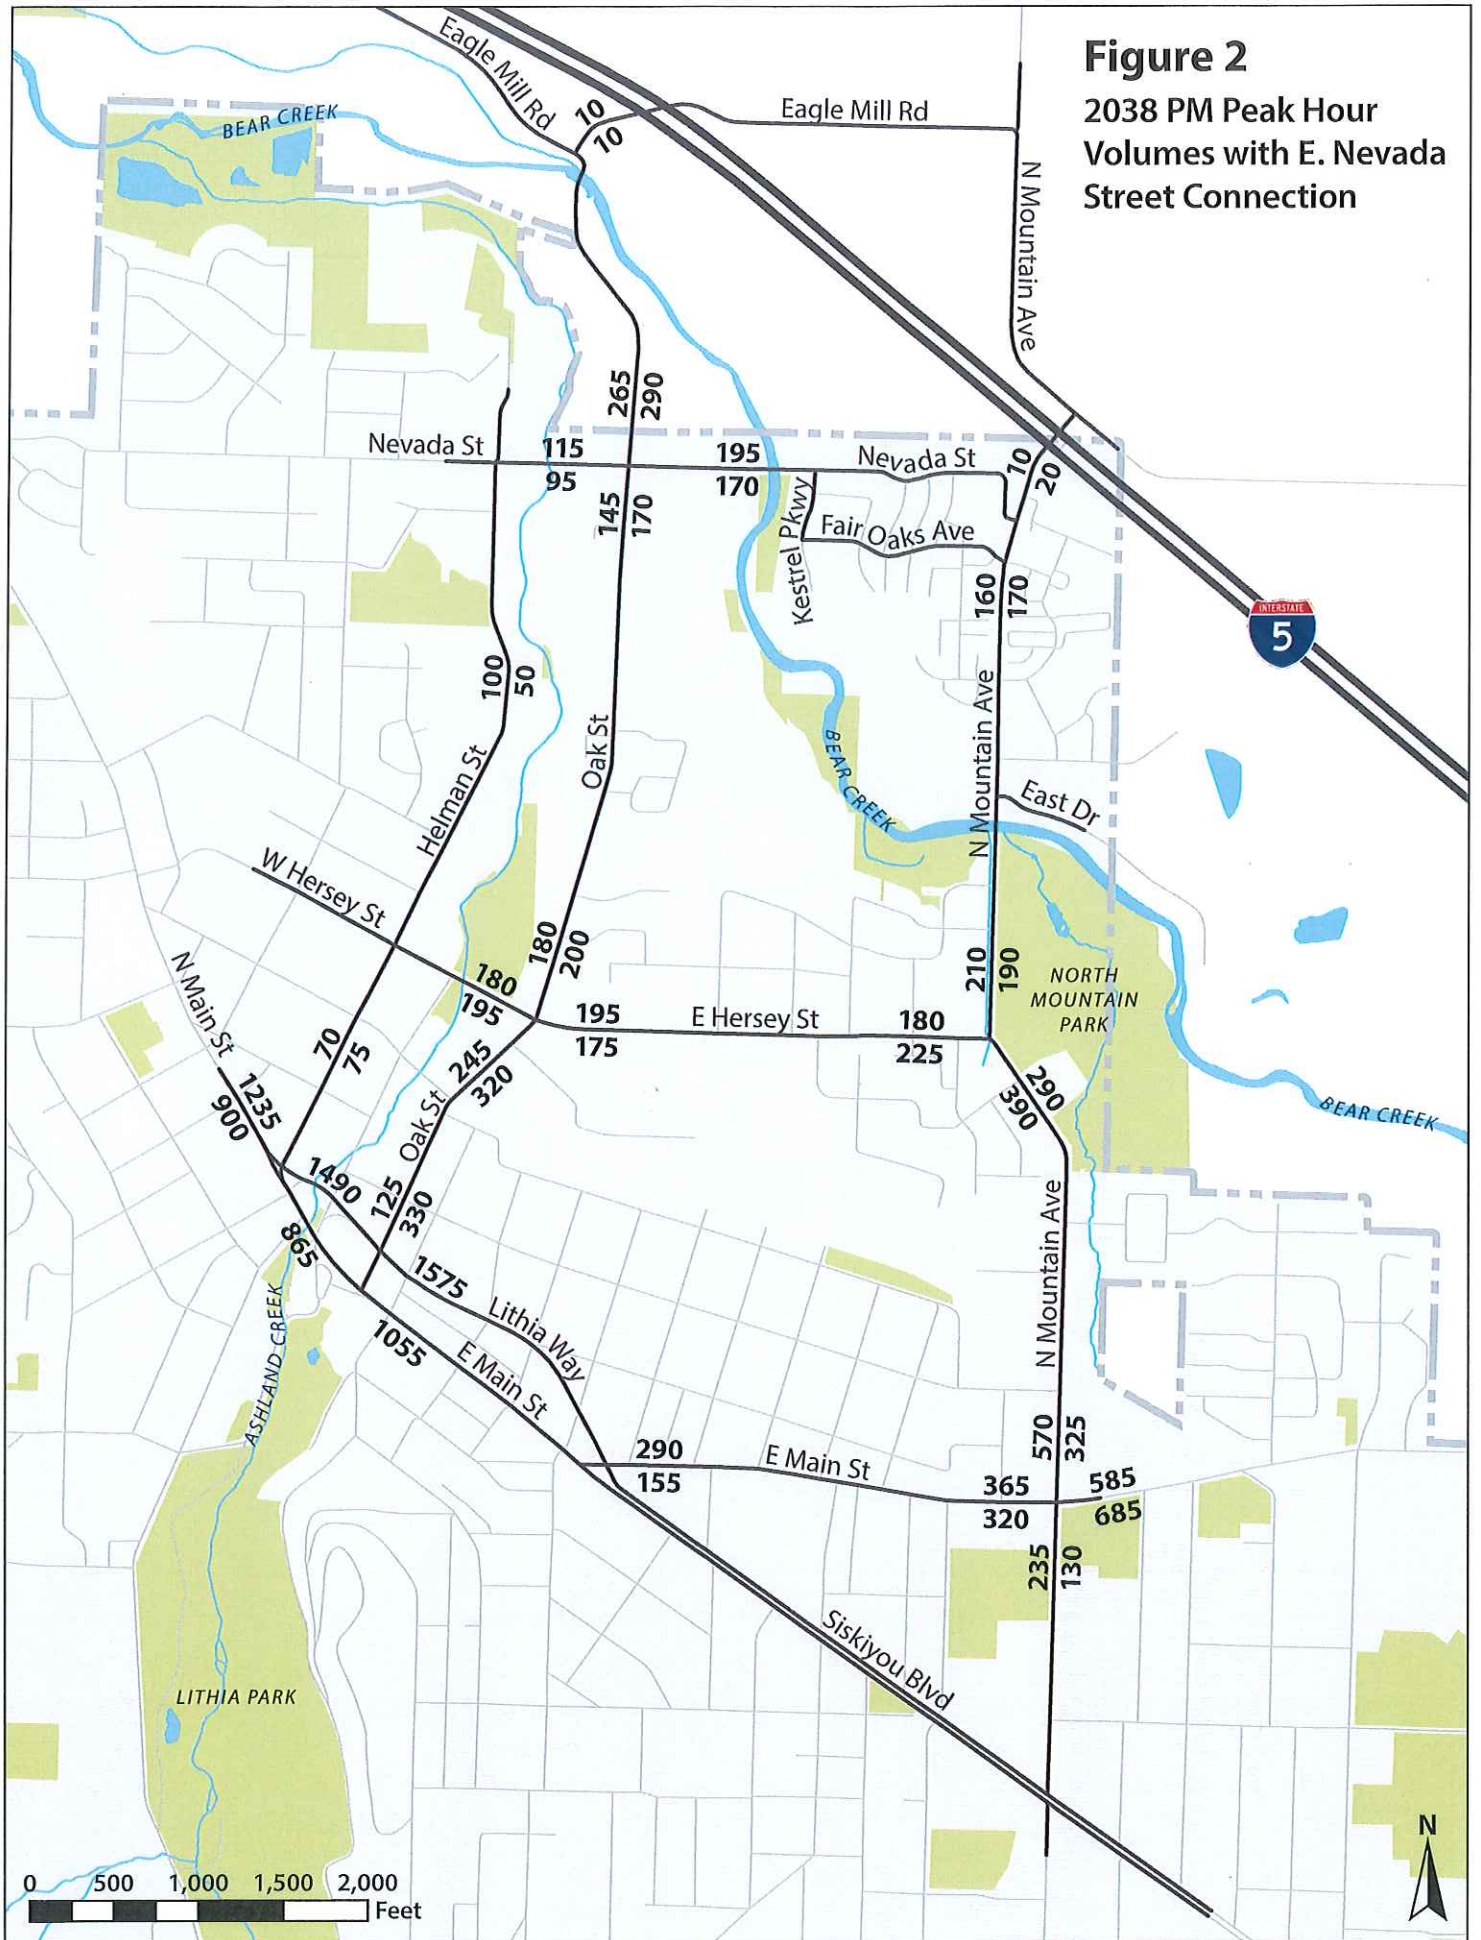 Figure 2
2038 PM Peak Hour
Volumes with E. Nevada
Street Connection
Eagle Mill Rd
10
10
Eagle Mill Rd
N Mountain Ave
BEAR CREEK
265
290
Nevada St
115
95
195
170
Nevada St
10
20
145
170
Kestrel Pkwy
Fair Oaks Ave
160
170
INTERSTATE
5
100
50
Oak St
N Mountain Ave
BEAR CREEK
East Dr
Helman St
W Hersey St
180
200
210
190
NORTH
MOUNTAIN
PARK
N Main St
180
195
195
175
E Hersey St
180
225
70
75
245
320
290
390
BEAR CREEK
1235
900
Oak St
1490
125
330
865
N Mountain Ave
1575
Lithia Way
ASHLAND CREEK
1055
E Main St
570
325
290
155
E Main St
365
320
585
685
235
130
Siskiyou Blvd
LITHIA PARK
N
0 500 1,000 1,500 2,000
Feet